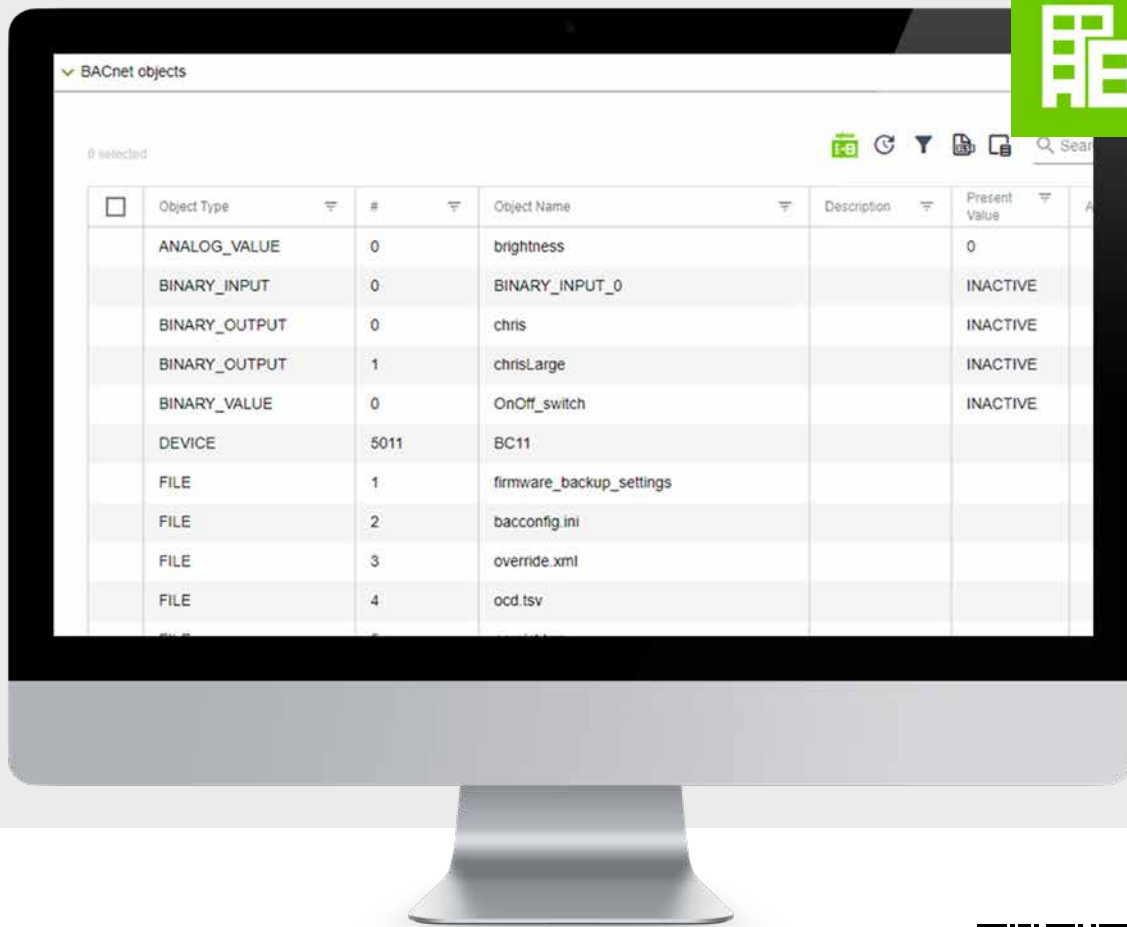 BACnet objects
0 selected
Sear
Object Type # Object Name Description Present Value A
ANALOG_VALUE 0 brightness 0
BINARY_INPUT 0 BINARY_INPUT_0 INACTIVE
BINARY_OUTPUT 0 chris INACTIVE
BINARY_OUTPUT 1 chrisLarge INACTIVE
BINARY_VALUE 0 OnOff_switch INACTIVE
DEVICE 5011 BC11
FILE 1 firmware_backup_settings
FILE 2 bacconfig.ini
FILE 3 override.xml
FILE 4 ocd.tsv